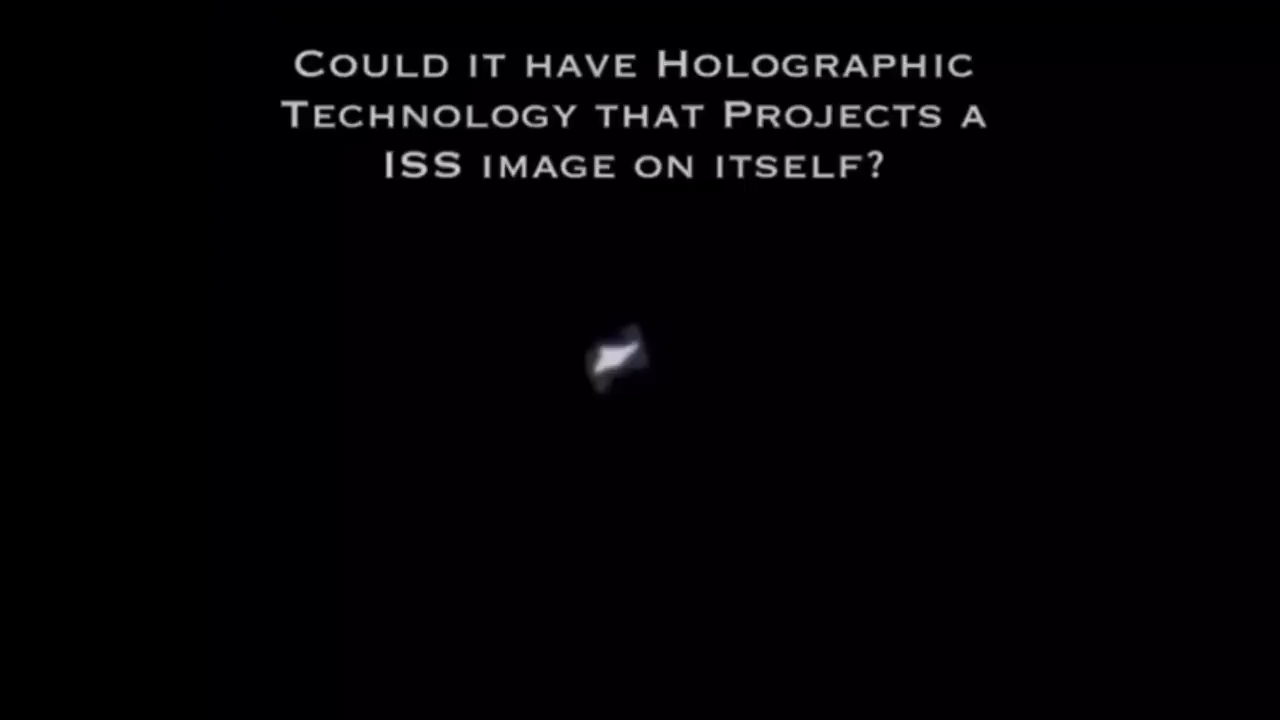 Could it have Holographic
Technology that Projects a
ISS image on itself?